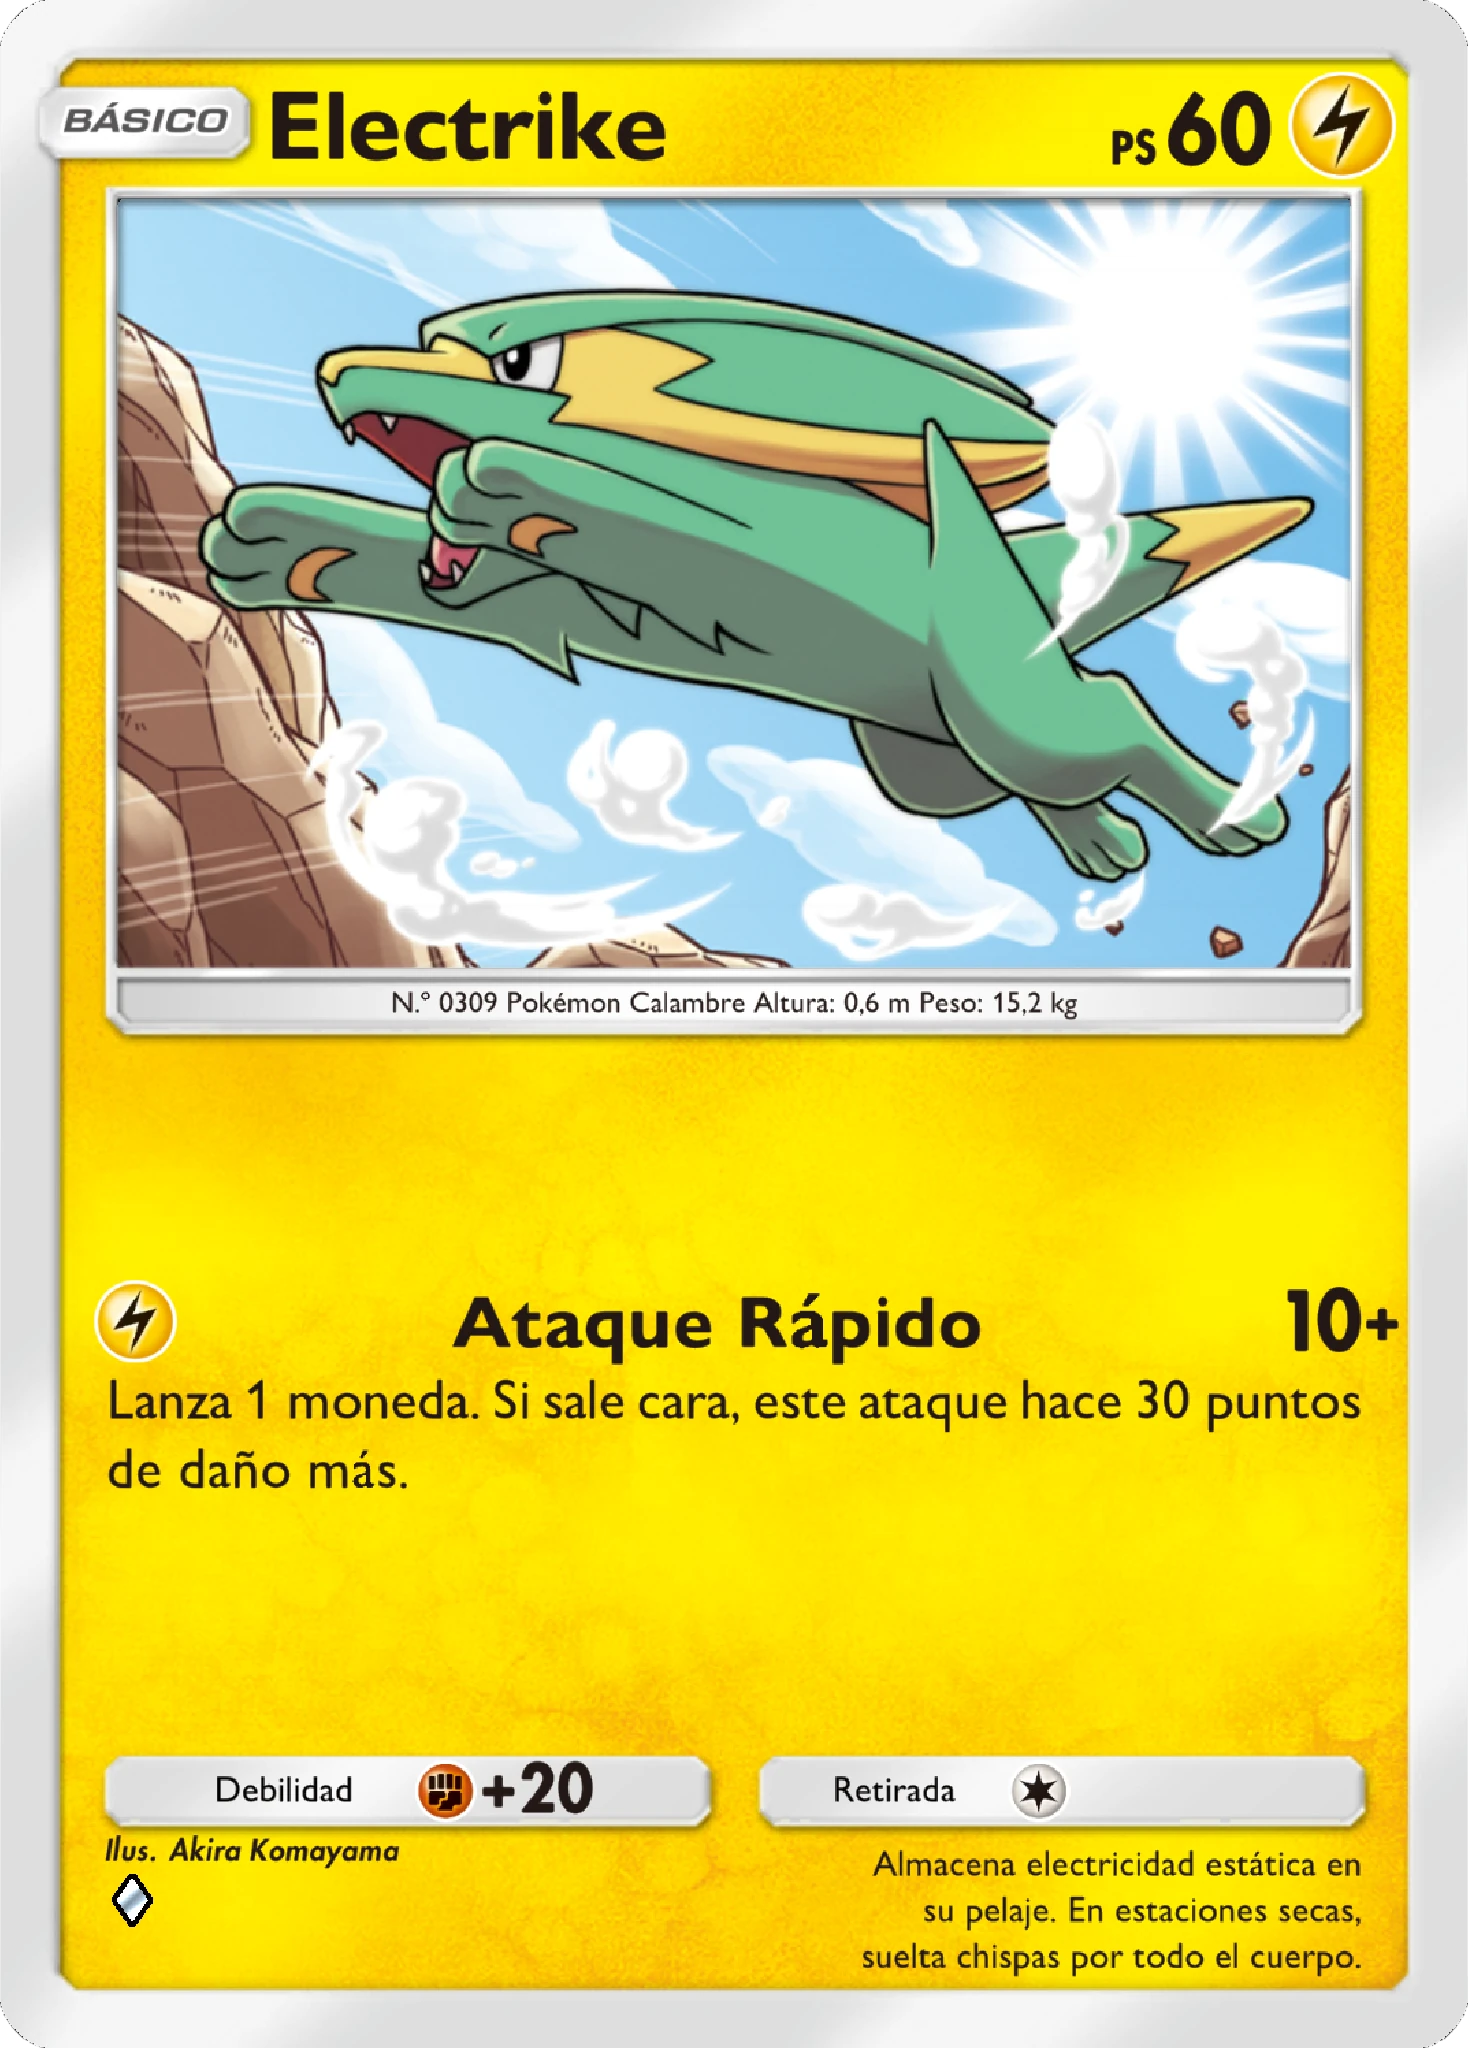 BÁSICO Electrike PS 60
N.º 0309 Pokémon Calambre Altura: 0,6 m Peso: 15,2 kg
Ataque Rápido 10+
Lanza 1 moneda. Si sale cara, este ataque hace 30 puntos
de daño más.
Debilidad +20 Retirada
Ilus. Akira Komayama
Almacena electricidad estática en
su pelaje. En estaciones secas,
suelta chispas por todo el cuerpo.